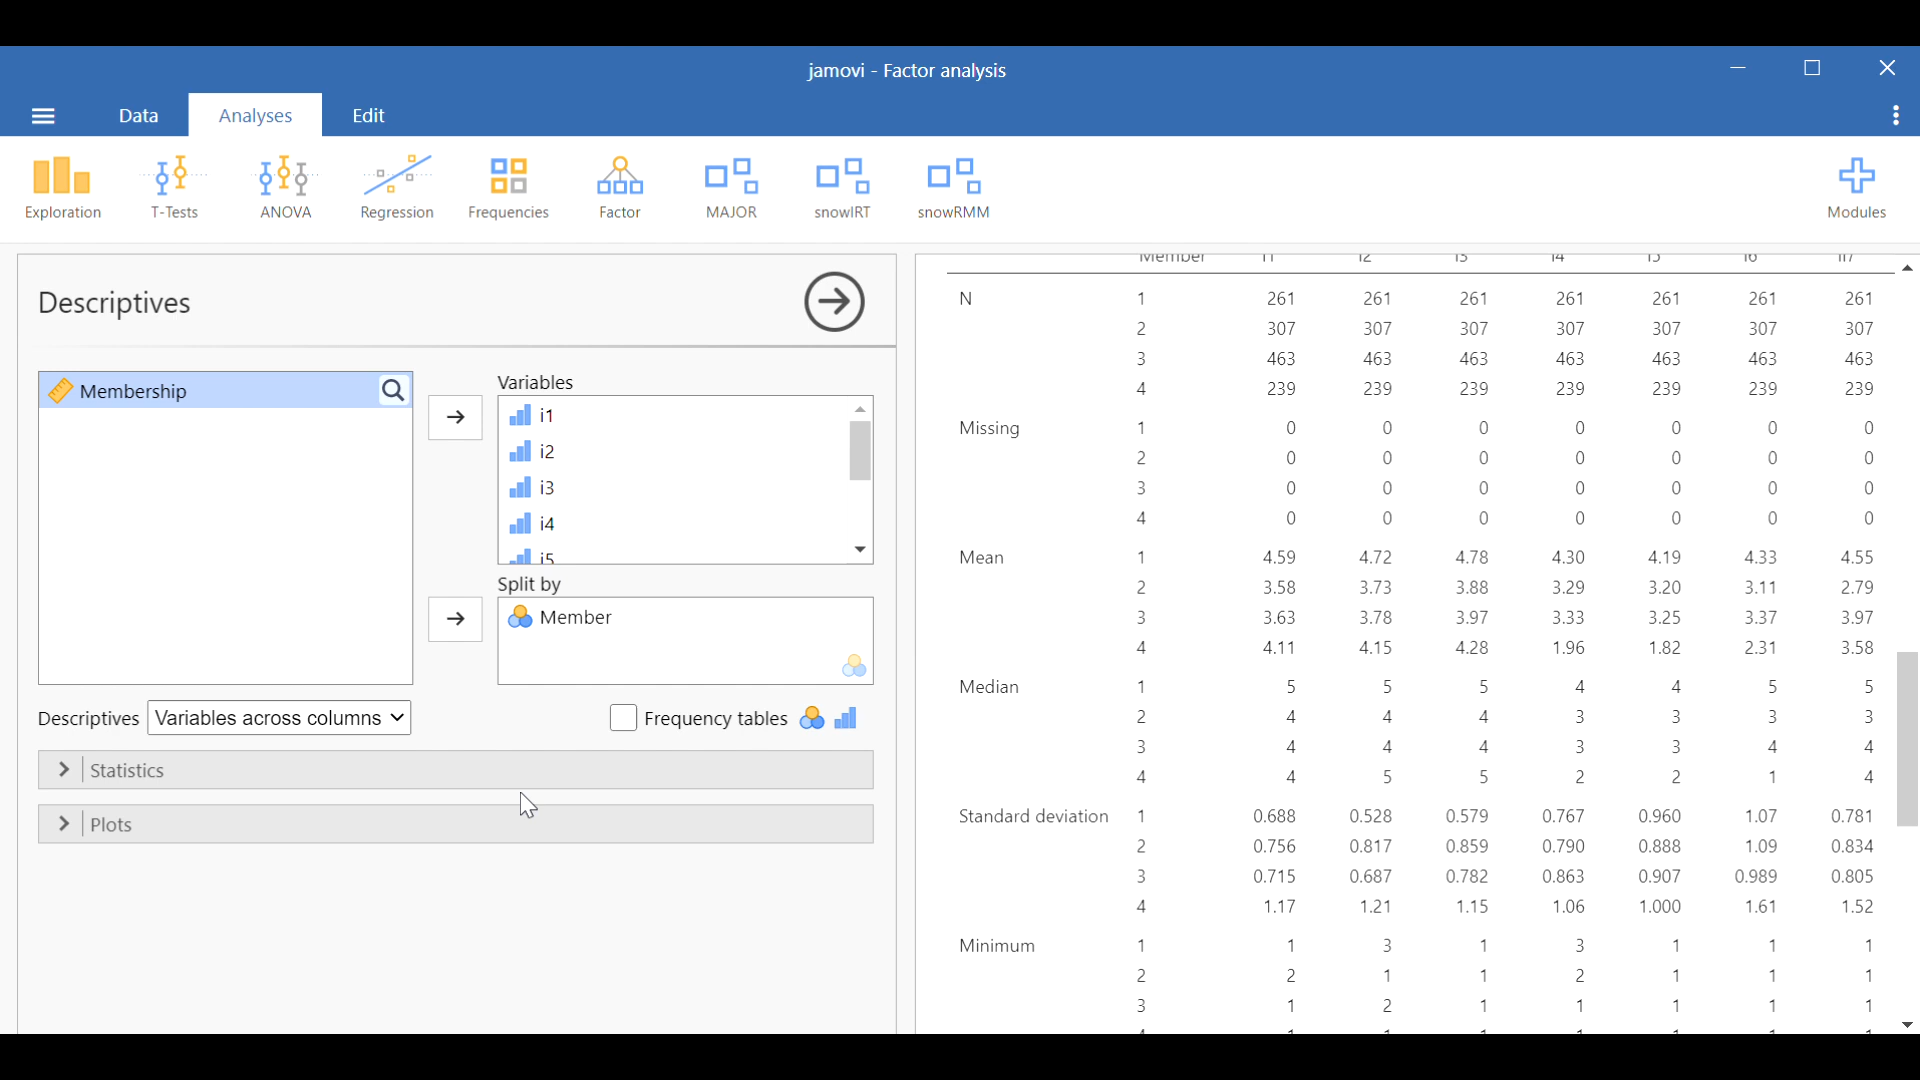 jamovi - Factor analysis
Data Analyses Edit
Exploration T-Tests ANOVA Regression Frequencies Factor MAJOR snowIRT snowRMM Modules
Descriptives
Membership
Variables
i1
i2
i3
i4
i5
Split by
Member
Descriptives Variables across columns Frequency tables
Statistics
Plots
Member i1 i2 i3 i4 i5 i6
N 1 261 261 261 261 261 261 261
2 307 307 307 307 307 307 307
3 463 463 463 463 463 463 463
4 239 239 239 239 239 239 239
Missing 1 0 0 0 0 0 0 0
2 0 0 0 0 0 0 0
3 0 0 0 0 0 0 0
4 0 0 0 0 0 0 0
Mean 1 4.59 4.72 4.78 4.30 4.19 4.33 4.55
2 3.58 3.73 3.88 3.29 3.20 3.11 2.79
3 3.63 3.78 3.97 3.33 3.25 3.37 3.97
4 4.11 4.15 4.28 1.96 1.82 2.31 3.58
Median 1 5 5 5 4 4 5 5
2 4 4 4 3 3 3 3
3 4 4 4 3 3 4 4
4 4 5 5 2 2 1 4
Standard deviation 1 0.688 0.528 0.579 0.767 0.960 1.07 0.781
2 0.756 0.817 0.859 0.790 0.888 1.09 0.834
3 0.715 0.687 0.782 0.863 0.907 0.989 0.805
4 1.17 1.21 1.15 1.06 1.000 1.61 1.52
Minimum 1 1 3 1 3 1 1 1
2 2 1 1 2 1 1 1
3 1 2 1 1 1 1 1